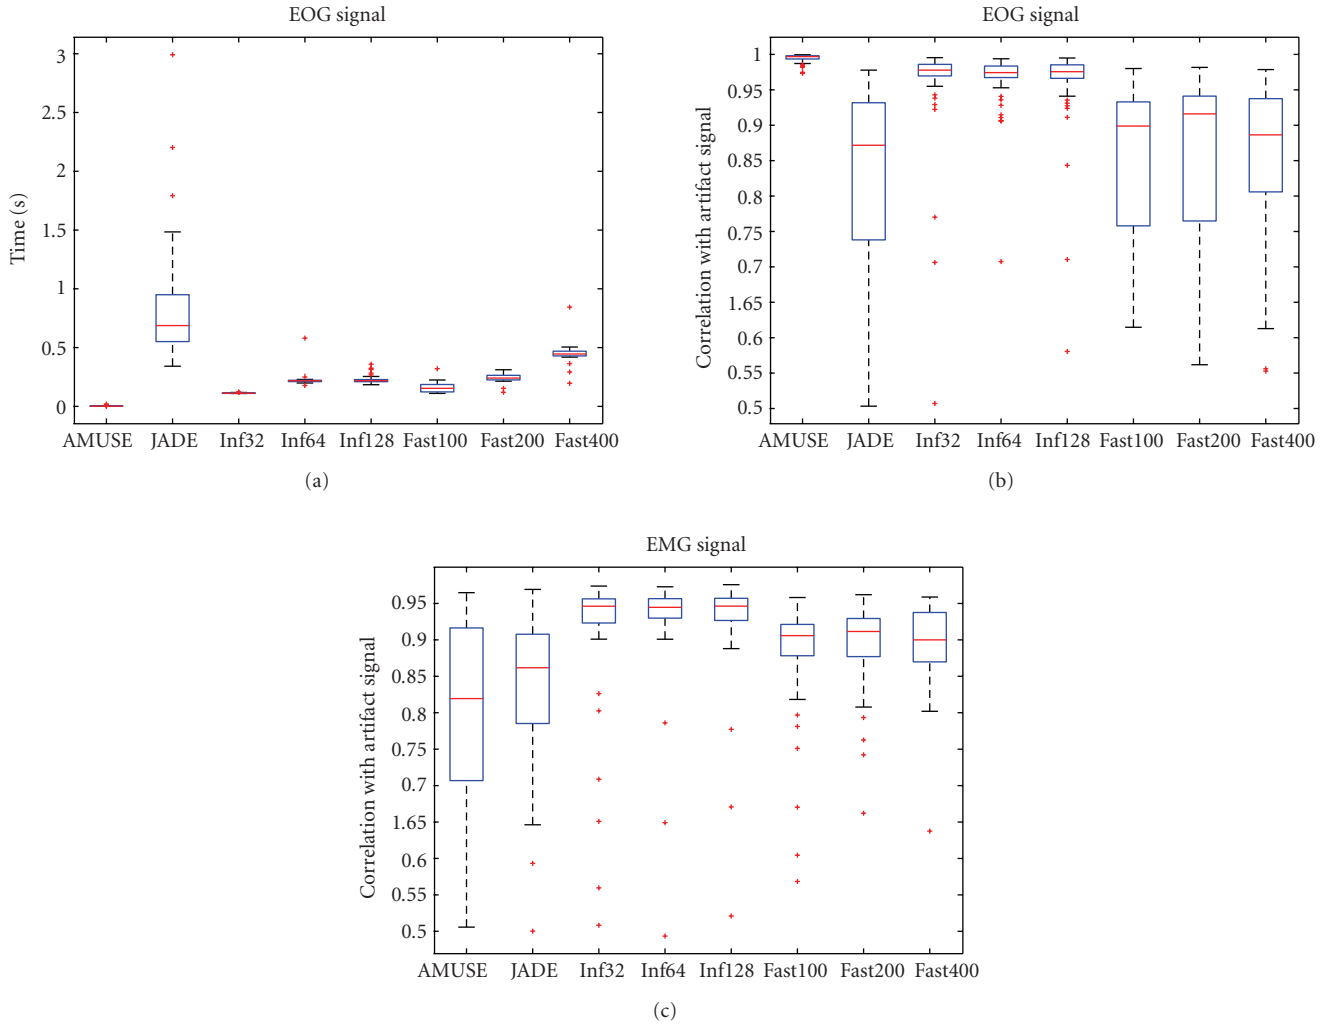 EOG signal
Time (s)
3
2.5
2
1.5
1
0.5
0
AMUSE JADE Inf32 Inf64 Inf128 Fast100 Fast200 Fast400
(a)
EOG signal
Correlation with artifact signal
1
0.95
0.9
0.85
0.8
0.75
0.7
1.65
0.6
0.55
0.5
AMUSE JADE Inf32 Inf64 Inf128 Fast100 Fast200 Fast400
(b)
EMG signal
Correlation with artifact signal
0.95
0.9
0.85
0.8
0.75
0.7
1.65
0.6
0.55
0.5
AMUSE JADE Inf32 Inf64 Inf128 Fast100 Fast200 Fast400
(c)